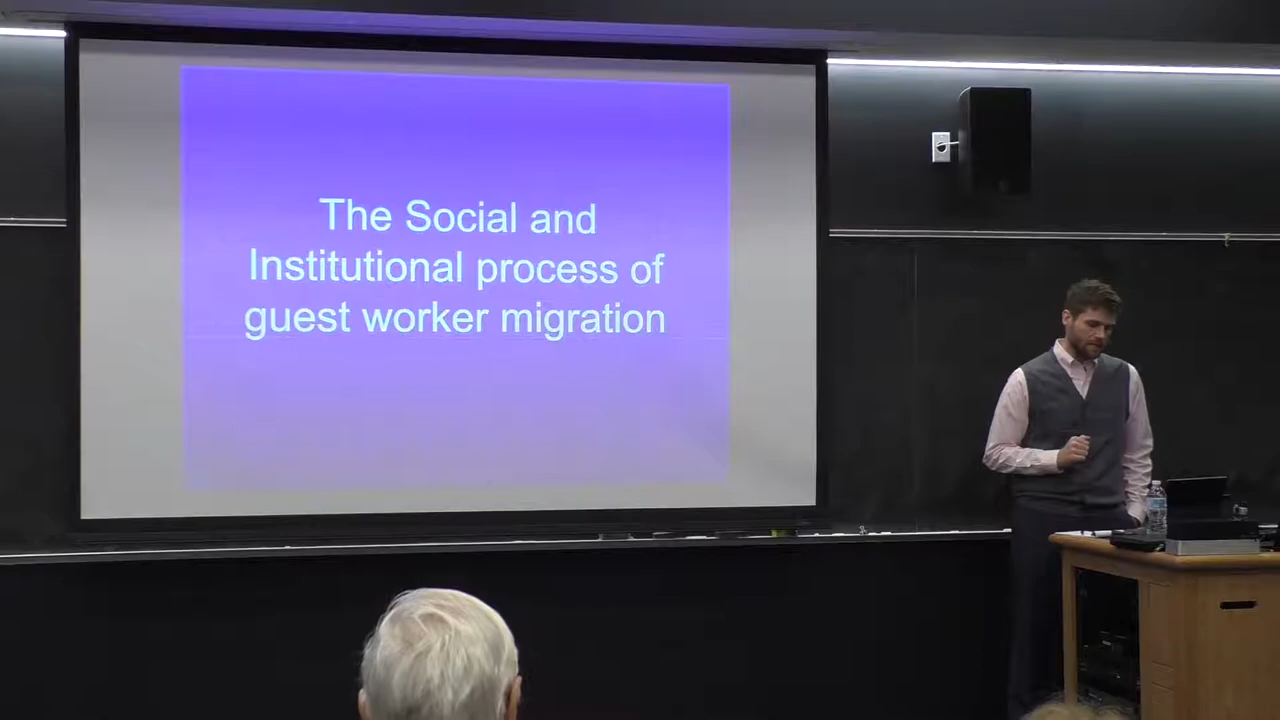 The Social and
Institutional process of
guest worker migration